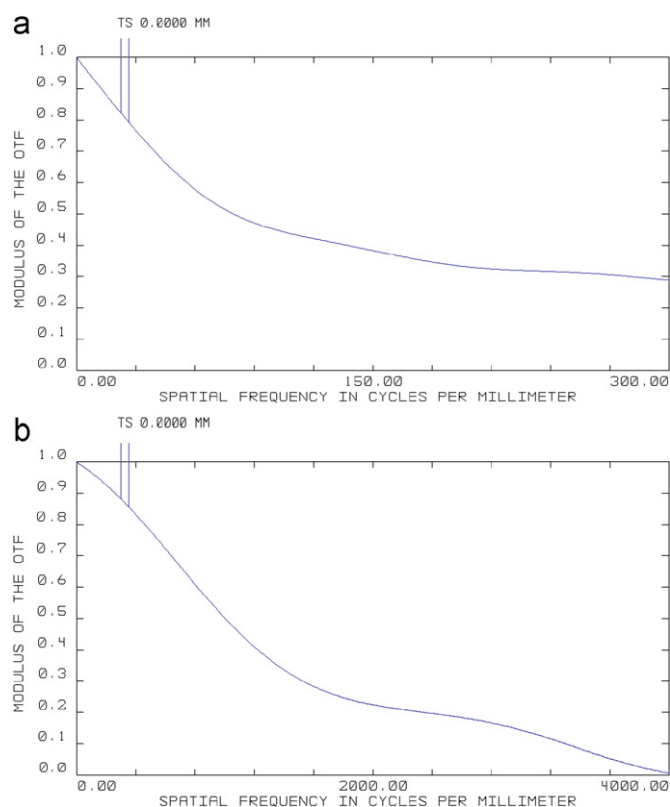 a
TS 0.0000 MM
1.0
0.9
0.8
0.7
0.6
0.5
0.4
0.3
0.2
0.1
0.0
MODULUS OF THE OTF
0.00 150.00 300.00
SPATIAL FREQUENCY IN CYCLES PER MILLIMETER
b
TS 0.0000 MM
1.0
0.9
0.8
0.7
0.6
0.5
0.4
0.3
0.2
0.1
0.0
MODULUS OF THE OTF
0.00 2000.00 4000.00
SPATIAL FREQUENCY IN CYCLES PER MILLIMETER